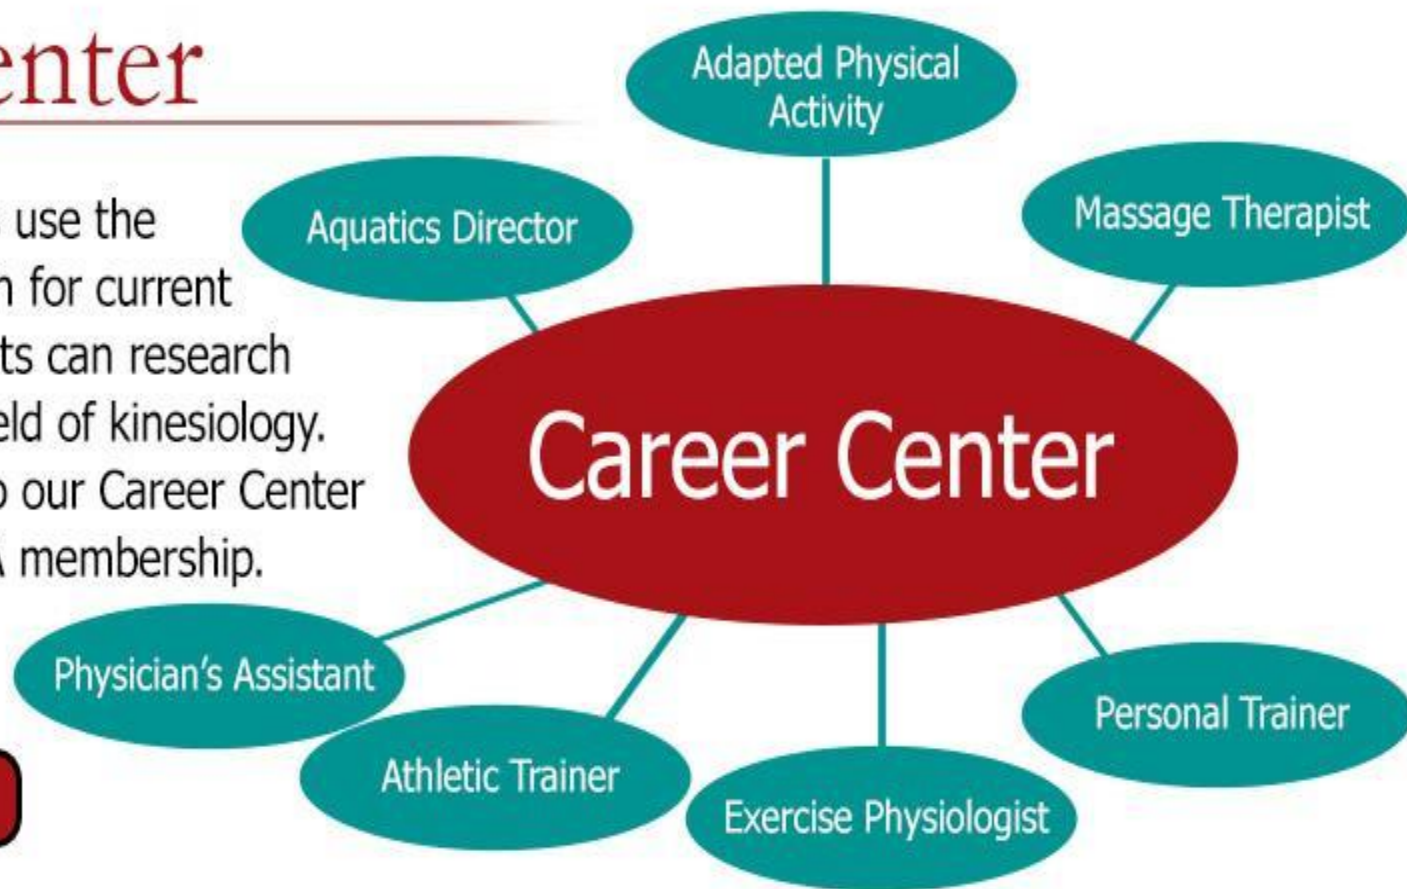 enter
use the
for current
ts can research
eld of kinesiology.
our Career Center
A membership.
Adapted Physical
Activity
Aquatics Director
Massage Therapist
Career Center
Physician's Assistant
Athletic Trainer
Exercise Physiologist
Personal Trainer